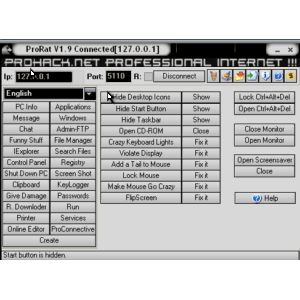 ProRat V1.9 Connected[127.0.0.1]
PROHACK.NET PROFESSIONAL INTERNET !!!
Ip: 127.0.0.1 Port: 5110 R: Disconnect
English
PC Info Applications
Message Windows
Chat Admin-FTP
Funny Stuff File Manager
IExplorer Search Files
Control Panel Registry
Shut Down PC Screen Shot
Clipboard KeyLogger
Give Damage Passwords
R. Downloder Run
Printer Services
Online Editor ProConnective
Create
Hide Desktop Icons Show
Hide Start Button Show
Hide Taskbar Show
Open CD-ROM Close
Crazy Keyboard Lights Fix it
Violate Display Fix it
Add a Tail to Mouse Fix it
Lock Mouse Fix it
Make Mouse Go Crazy Fix it
FlipScreen Fix it
Lock Ctrl+Alt+Del
Open Ctrl+Alt+Del
Close Monitor
Open Monitor
Open Screensaver
Close
Help
Start button is hidden.